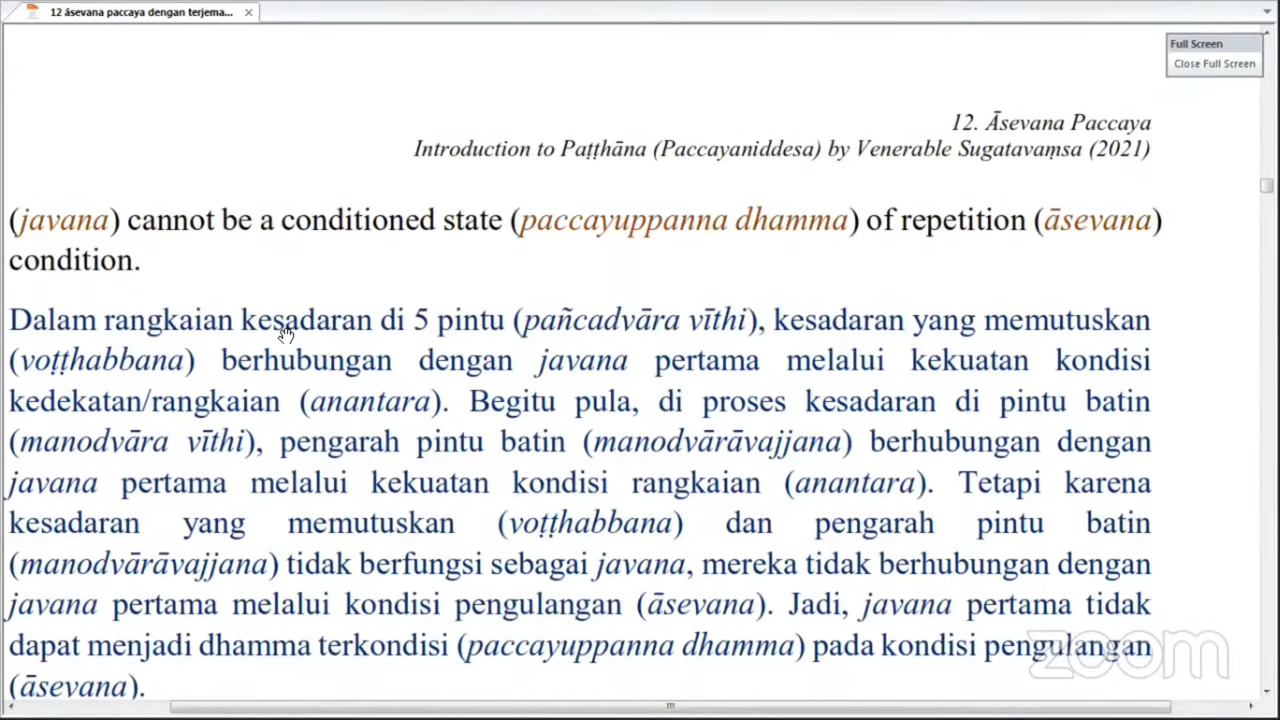 12 āsevana paccaya dengan terjema...
Full Screen
Close Full Screen
12. Āsevana Paccaya
Introduction to Paṭṭhāna (Paccayaniddesa) by Venerable Sugatavaṃsa (2021)
(javana) cannot be a conditioned state (paccayuppanna dhamma) of repetition (āsevana)
condition.
Dalam rangkaian kesadaran di 5 pintu (pañcadvāra vīthi), kesadaran yang memutuskan
(voṭṭhabbana) berhubungan dengan javana pertama melalui kekuatan kondisi
kedekatan/rangkaian (anantara). Begitu pula, di proses kesadaran di pintu batin
(manodvāra vīthi), pengarah pintu batin (manodvārāvajjana) berhubungan dengan
javana pertama melalui kekuatan kondisi rangkaian (anantara). Tetapi karena
kesadaran yang memutuskan (voṭṭhabbana) dan pengarah pintu batin
(manodvārāvajjana) tidak berfungsi sebagai javana, mereka tidak berhubungan dengan
javana pertama melalui kondisi pengulangan (āsevana). Jadi, javana pertama tidak
dapat menjadi dhamma terkondisi (paccayuppanna dhamma) pada kondisi pengulangan
(āsevana).
zoom